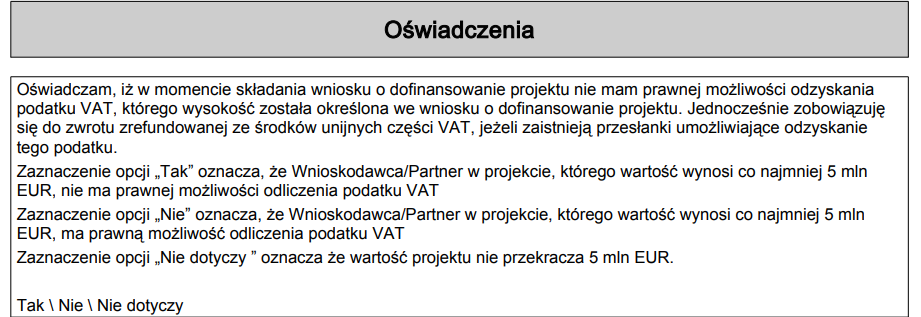 Oświadczenia
Oświadczam, iż w momencie składania wniosku o dofinansowanie projektu nie mam prawnej możliwości odzyskania
podatku VAT, którego wysokość została określona we wniosku o dofinansowanie projektu. Jednocześnie zobowiązuję
się do zwrotu zrefundowanej ze środków unijnych części VAT, jeżeli zaistnieją przesłanki umożliwiające odzyskanie
tego podatku.
Zaznaczenie opcji „Tak” oznacza, że Wnioskodawca/Partner w projekcie, którego wartość wynosi co najmniej 5 mln
EUR, nie ma prawnej możliwości odliczenia podatku VAT
Zaznaczenie opcji „Nie” oznacza, że Wnioskodawca/Partner w projekcie, którego wartość wynosi co najmniej 5 mln
EUR, ma prawną możliwość odliczenia podatku VAT
Zaznaczenie opcji „Nie dotyczy ” oznacza że wartość projektu nie przekracza 5 mln EUR.
Tak \ Nie \ Nie dotyczy